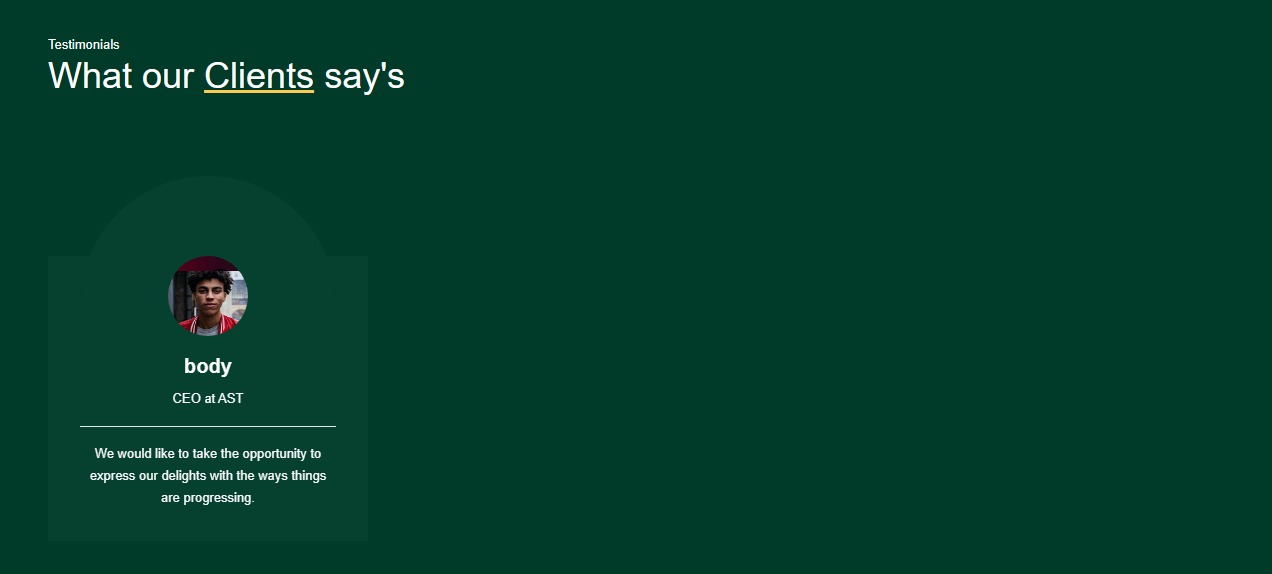 Testimonials
What our Clients say's
body
CEO at AST
We would like to take the opportunity to
express our delights with the ways things
are progressing.